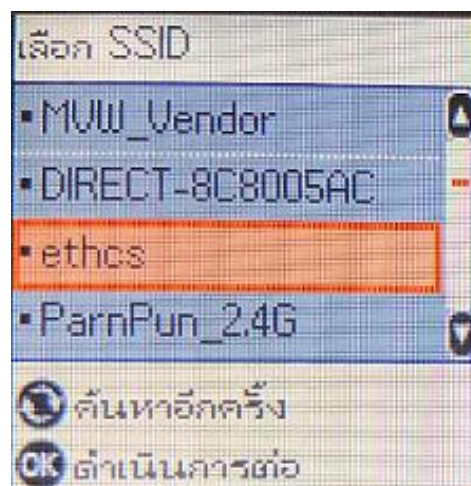 เลือก SSID
▪MVW_Vendor
▪DIRECT-8C8005AC
▪ethcs
▪ParnPun_2.4G
ค้นหาอีกครั้ง
OK ดำเนินการต่อ